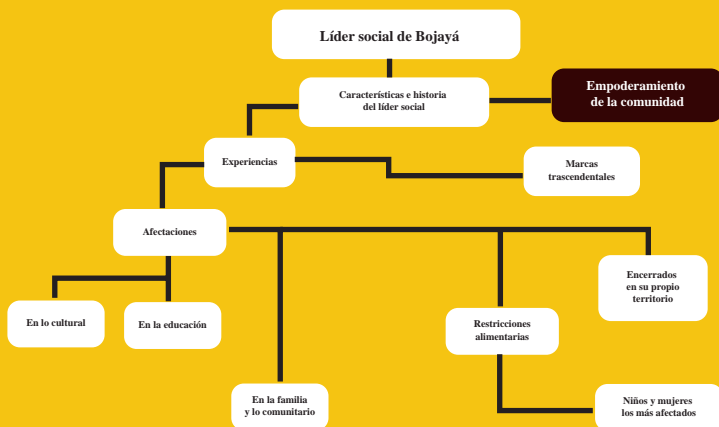 Líder social de Bojayá
Características e historia
del líder social
Empoderamiento
de la comunidad
Experiencias
Marcas
trascendentales
Afectaciones
Encerrados
en su propio
territorio
En lo cultural
En la educación
Restricciones
alimentarias
En la familia
y lo comunitario
Niños y mujeres
los más afectados